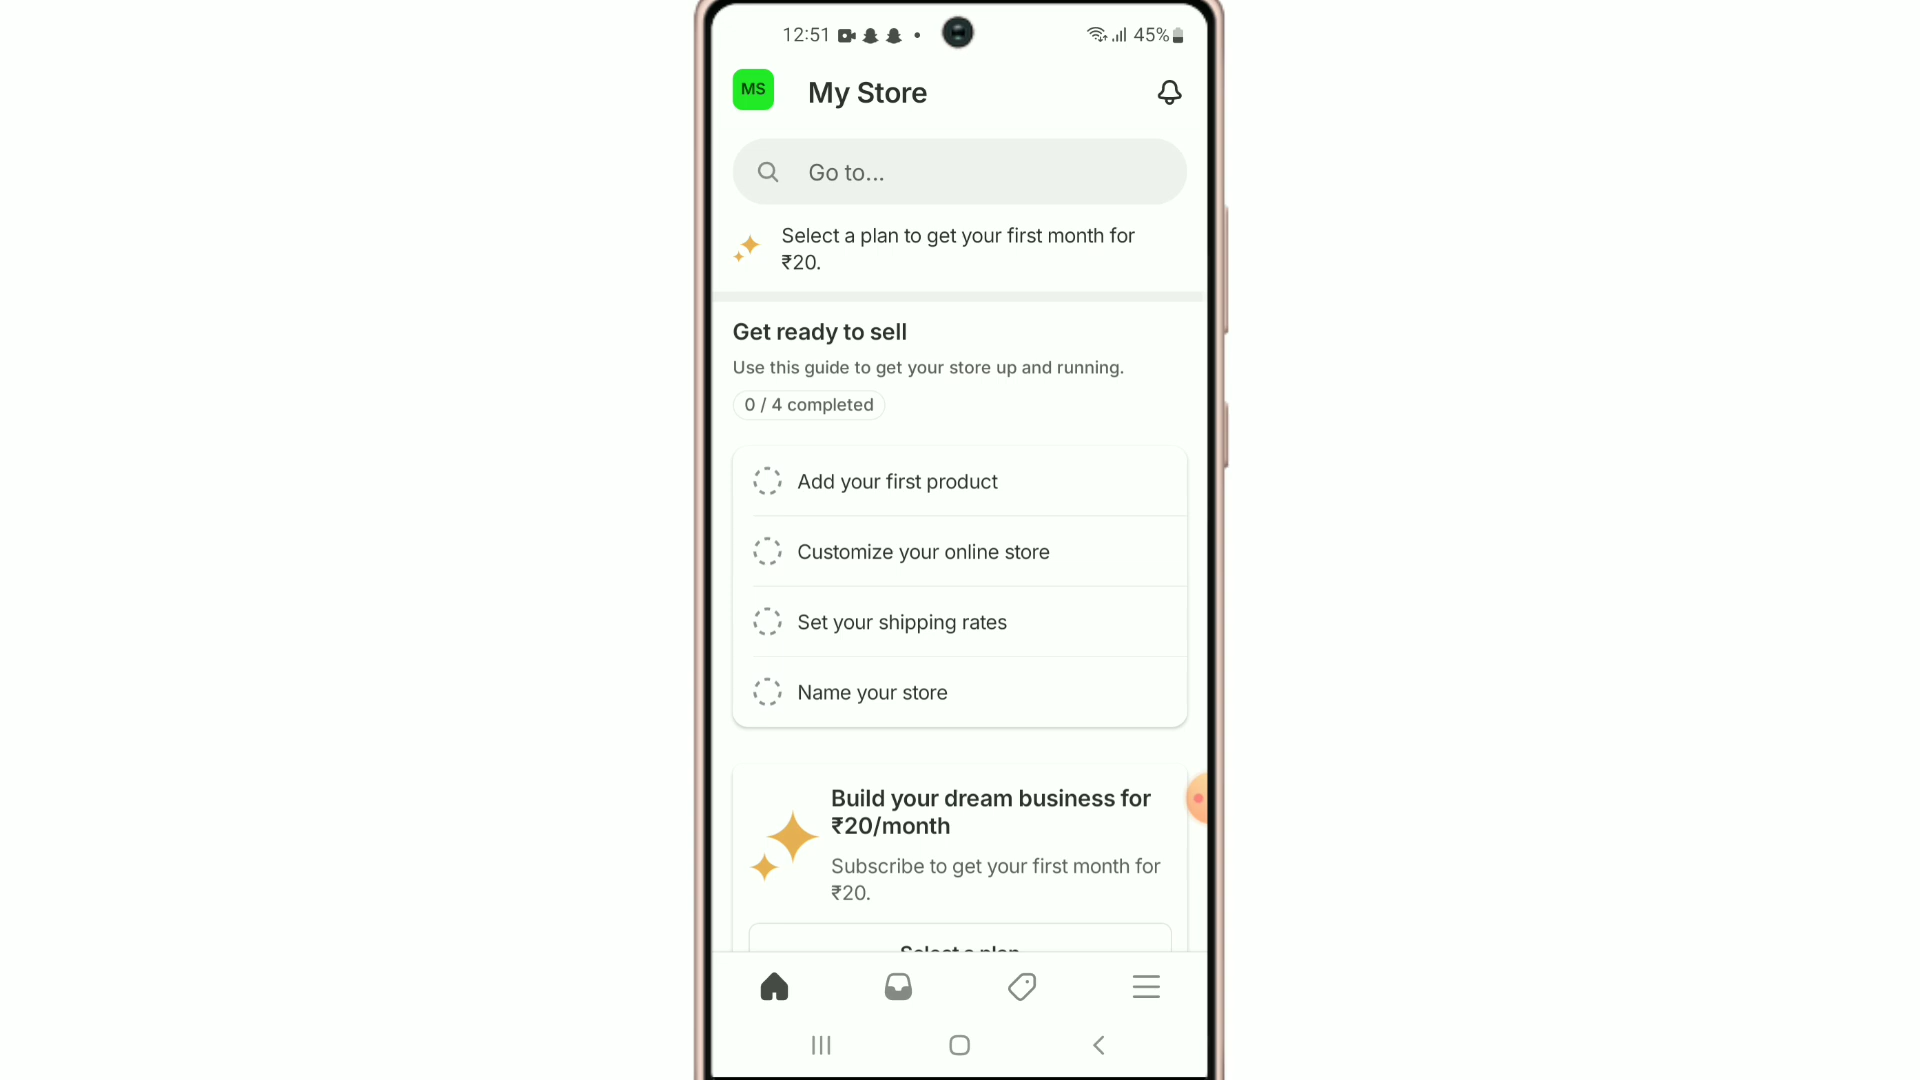 12:51
45%
MS
My Store
Go to...
Select a plan to get your first month for
₹20.
Get ready to sell
Use this guide to get your store up and running.
0 / 4 completed
Add your first product
Customize your online store
Set your shipping rates
Name your store
Build your dream business for
₹20/month
Subscribe to get your first month for
₹20.
Select a plan